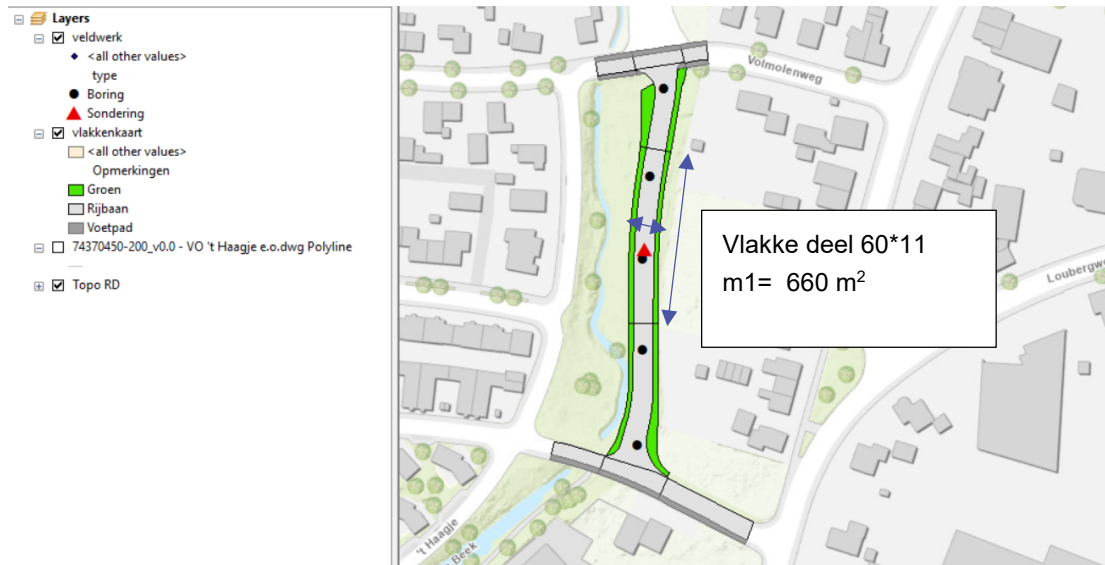 Layers
veldwerk
<all other values>
type
Boring
Sondering
vlakkenkaart
<all other values>
Opmerkingen
Groen
Rijbaan
Voetpad
74370450-200_v0.0 - VO 't Haagje e.o.dwg Polyline
Topo RD
Volmolenweg
Vlakke deel 60*11
m1= 660 m²
Loubergwe
't Haagje
Beek